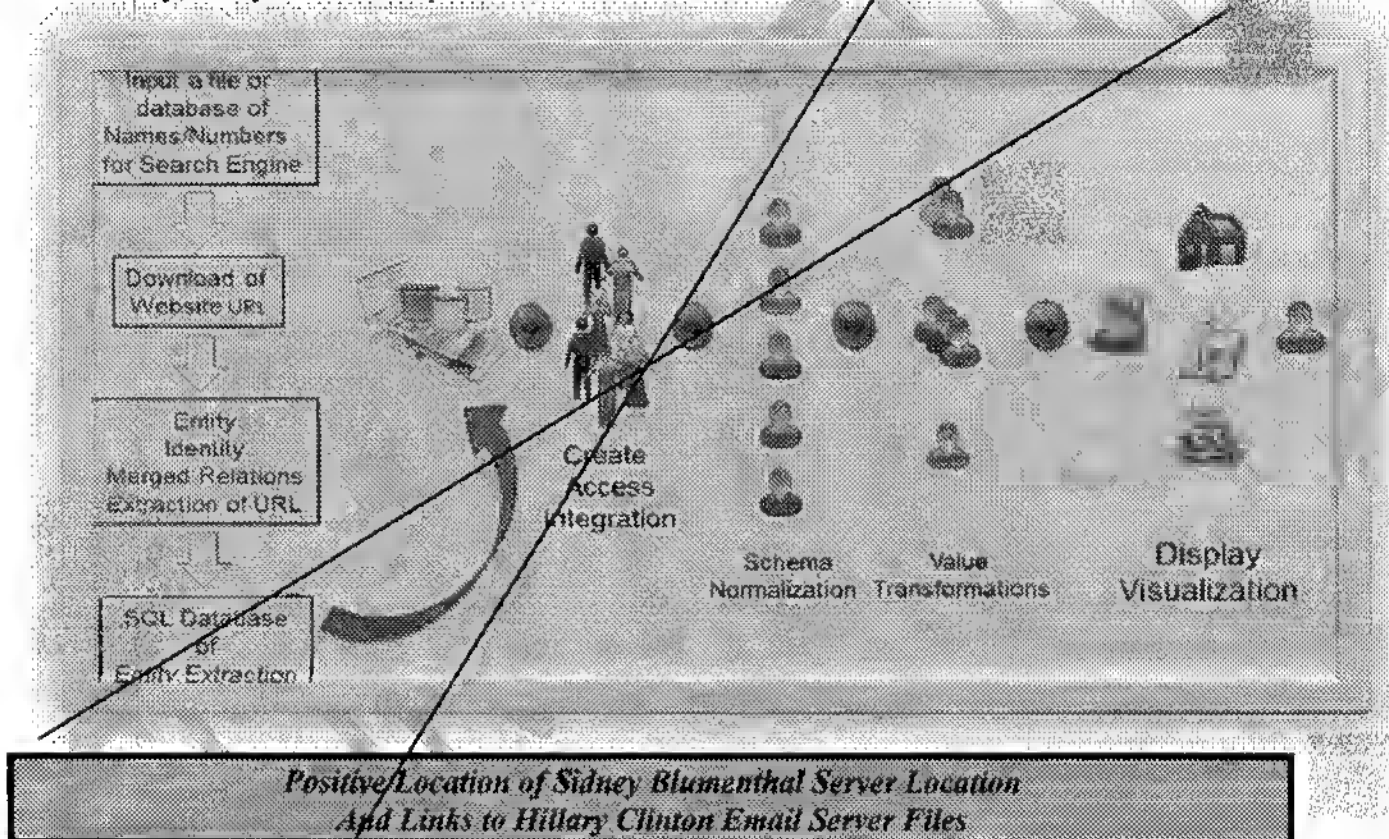 Input a file or
database of
Names/Numbers
for Search Engine
Download of
Website URL
Entity
Identity
Merged Relations
Extraction of URL
SQL Database
of
Entity Extraction
Create
Access
Integration
Schema
Normalization
Value
Transformations
Display
Visualization
Positive Location of Sidney Blumenthal Server Location
And Links to Hillary Clinton Email Server Files